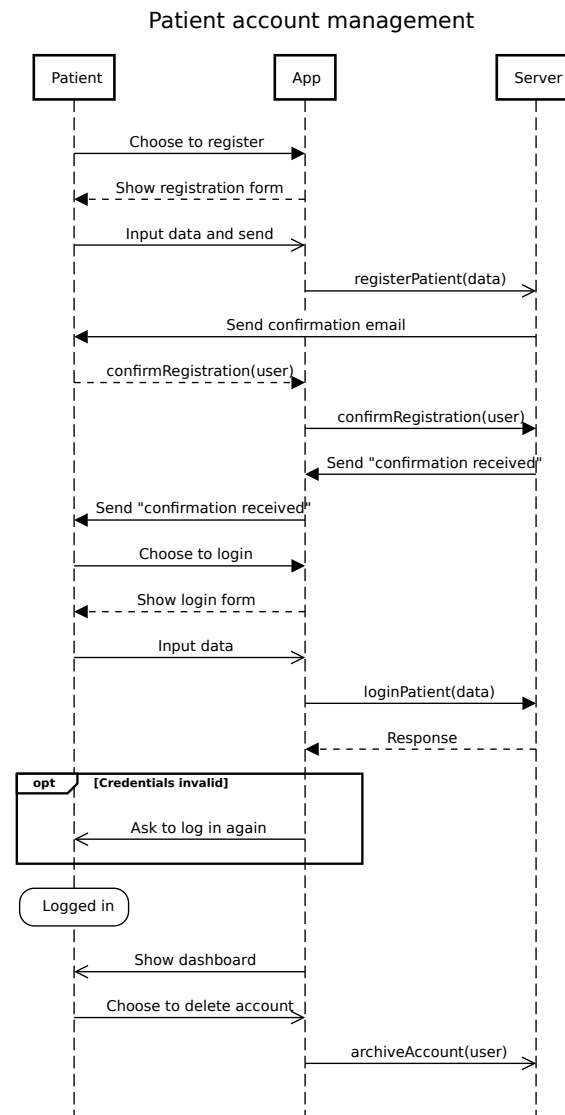 Patient account management
Patient App Server
Choose to register
Show registration form
Input data and send
registerPatient(data)
Send confirmation email
confirmRegistration(user)
confirmRegistration(user)
Send "confirmation received"
Send "confirmation received"
Choose to login
Show login form
Input data
loginPatient(data)
Response
opt [Credentials invalid]
Ask to log in again
Logged in
Show dashboard
Choose to delete account
archiveAccount(user)